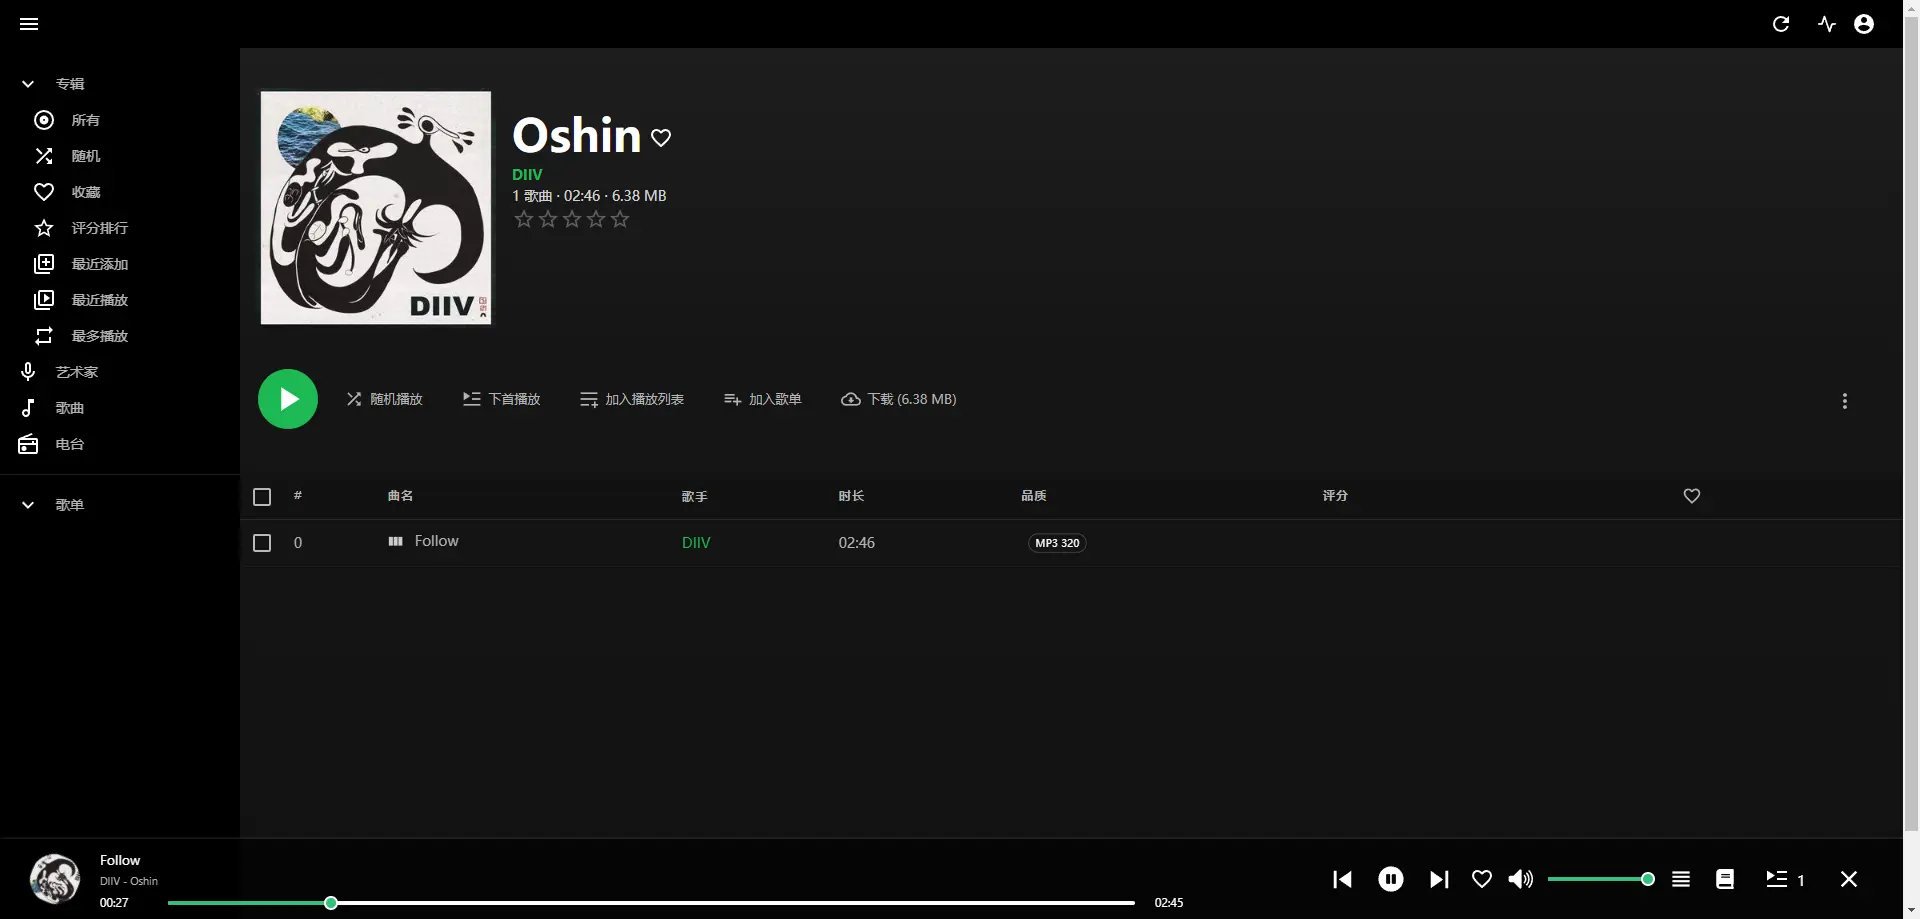 专辑
所有
随机
收藏
评分排行
最近添加
最近播放
最多播放
艺术家
歌曲
电台
歌单
DIIV
Oshin
DIIV
1 歌曲 · 02:46 · 6.38 MB
随机播放 下首播放 加入播放列表 加入歌单 下载 (6.38 MB)
# 曲名 歌手 时长 品质 评分
0 Follow DIIV 02:46 MP3 320
Follow
DIIV - Oshin
00:27 02:45
1